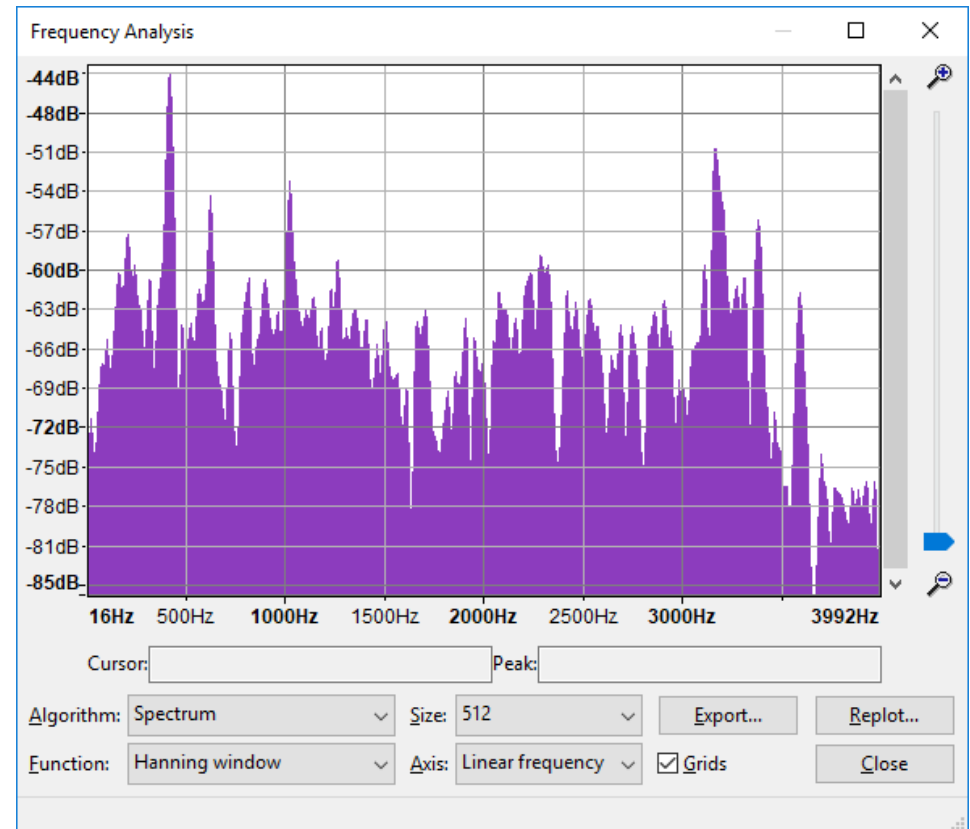 Frequency Analysis
-44dB
-48dB
-51dB
-54dB
-57dB
-60dB
-63dB
-66dB
-69dB
-72dB
-75dB
-78dB
-81dB
-85dB
16Hz 500Hz 1000Hz 1500Hz 2000Hz 2500Hz 3000Hz 3992Hz
Cursor: Peak:
Algorithm: Spectrum Size: 512 Export... Replot...
Function: Hanning window Axis: Linear frequency Grids Close